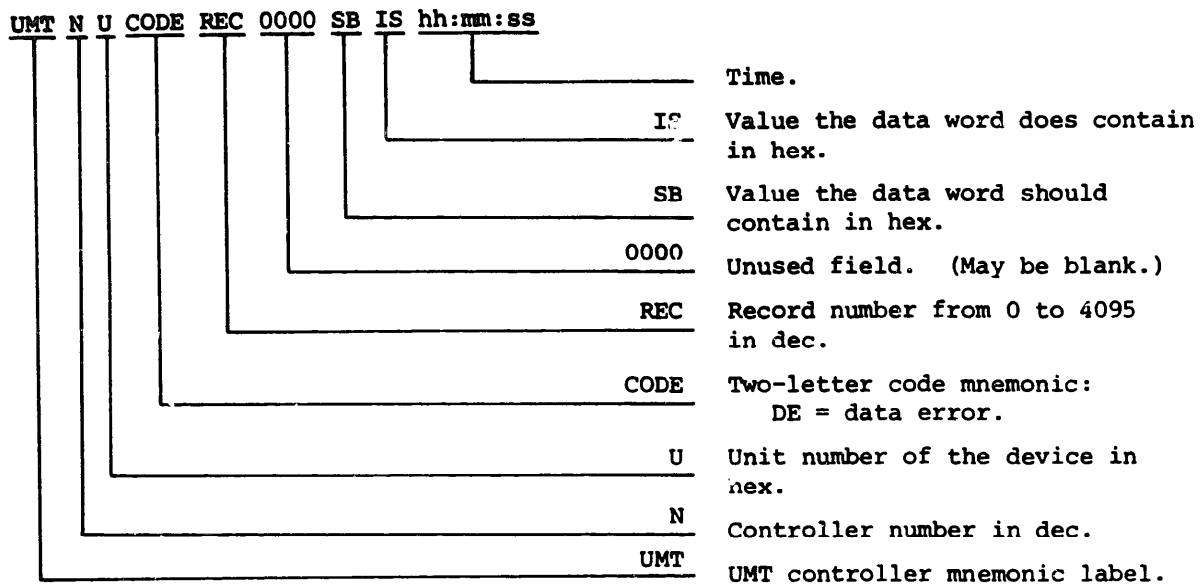 UMT N U CODE REC 0000 SB IS hh:mm:ss
Time.
IS Value the data word does contain
in hex.
SB Value the data word should
contain in hex.
0000 Unused field. (May be blank.)
REC Record number from 0 to 4095
in dec.
CODE Two-letter code mnemonic:
DE = data error.
U Unit number of the device in
hex.
N Controller number in dec.
UMT UMT controller mnemonic label.